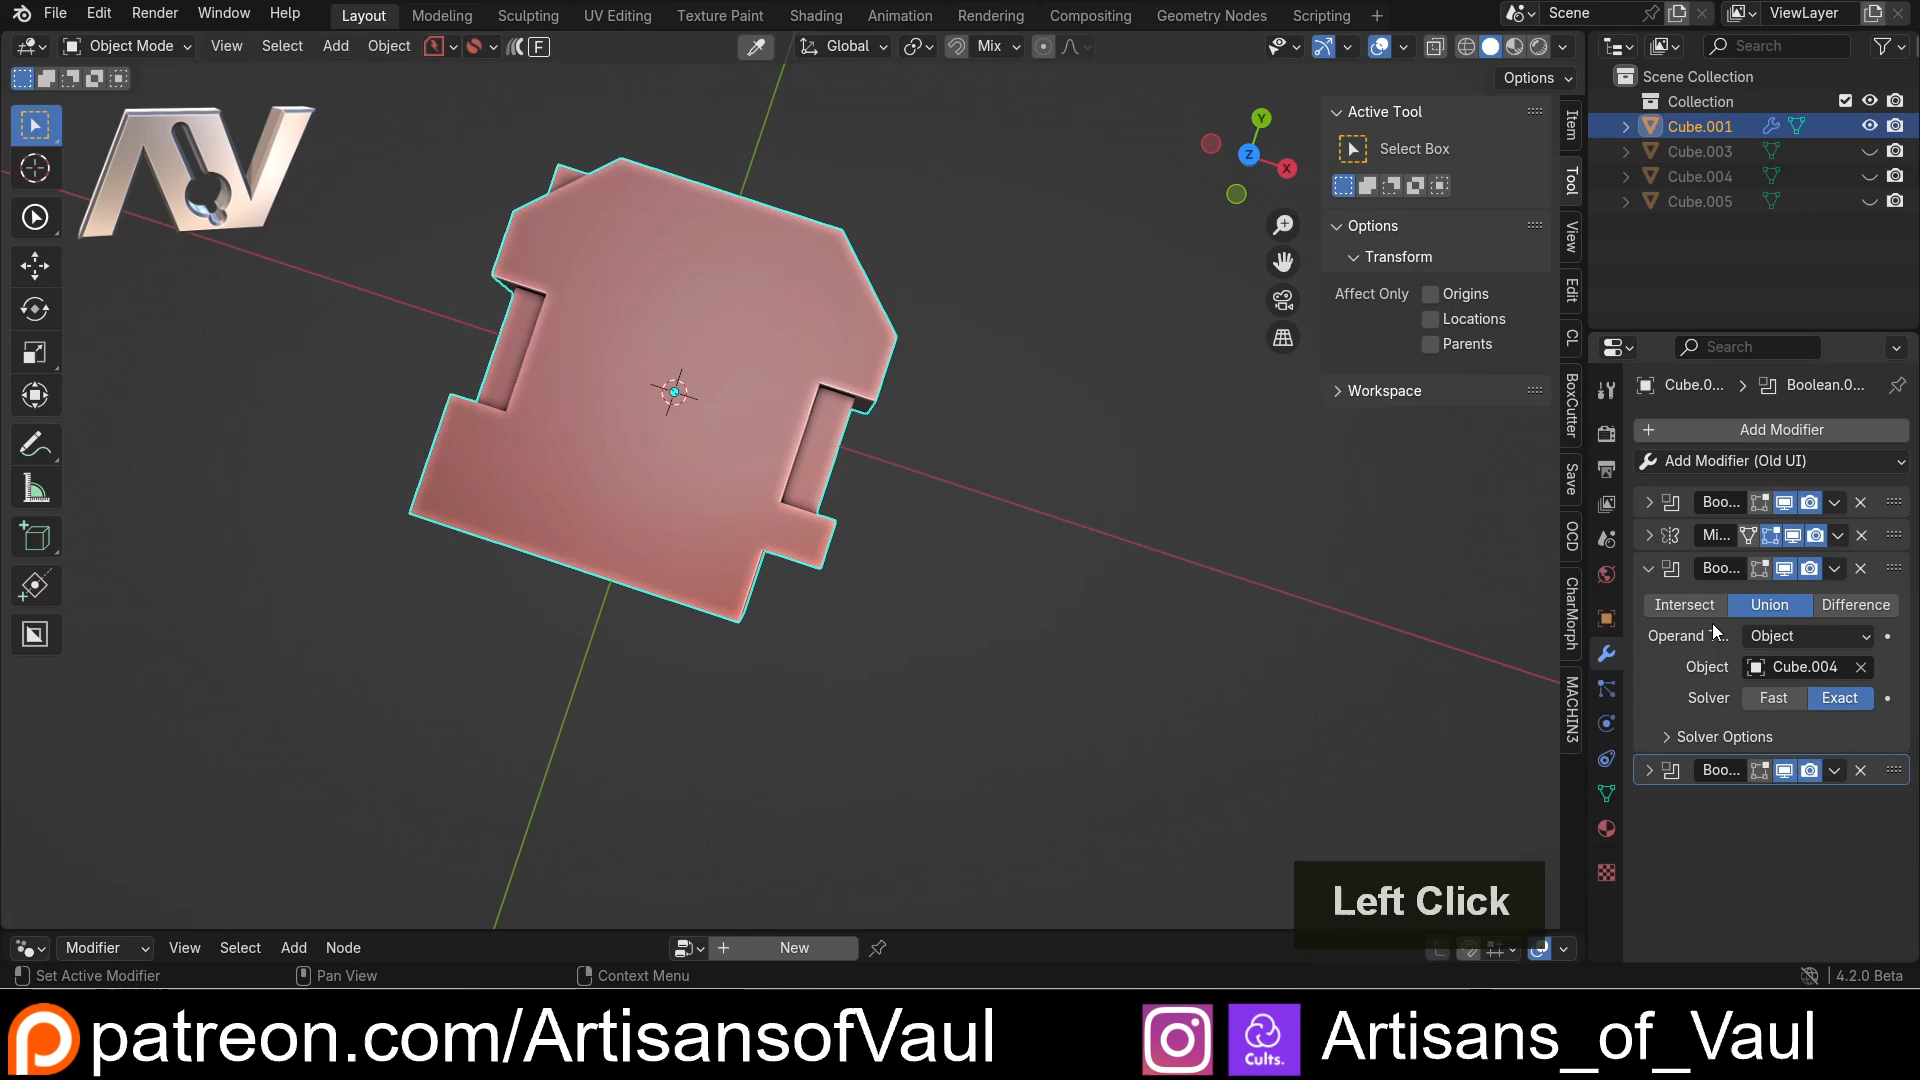 File Edit Render Window Help Layout Modeling Sculpting UV Editing Texture Paint Shading Animation Rendering Compositing Geometry Nodes Scripting Scene ViewLayer
Object Mode View Select Add Object F Global Mix Search
Options
Scene Collection
Collection
Cube.001
Cube.003
Cube.004
Cube.005
Active Tool
Select Box
Options
Transform
Affect Only Origins
Locations
Parents
Workspace
Item
Tool
View
Edit
CL
BoxCutter
Save
OCD
CharMorph
MACHIN3
Y
Z
X
AV
Search
Cube.0... Boolean.0...
Add Modifier
Add Modifier (Old UI)
Boo...
Mi...
Boo...
Intersect Union Difference
Operand ... Object
Object Cube.004
Solver Fast Exact
Solver Options
Boo...
Left Click
Modifier View Select Add Node New
Set Active Modifier Pan View Context Menu 4.2.0 Beta
patreon.com/ArtisansofVaul Cults. Artisans_of_Vaul